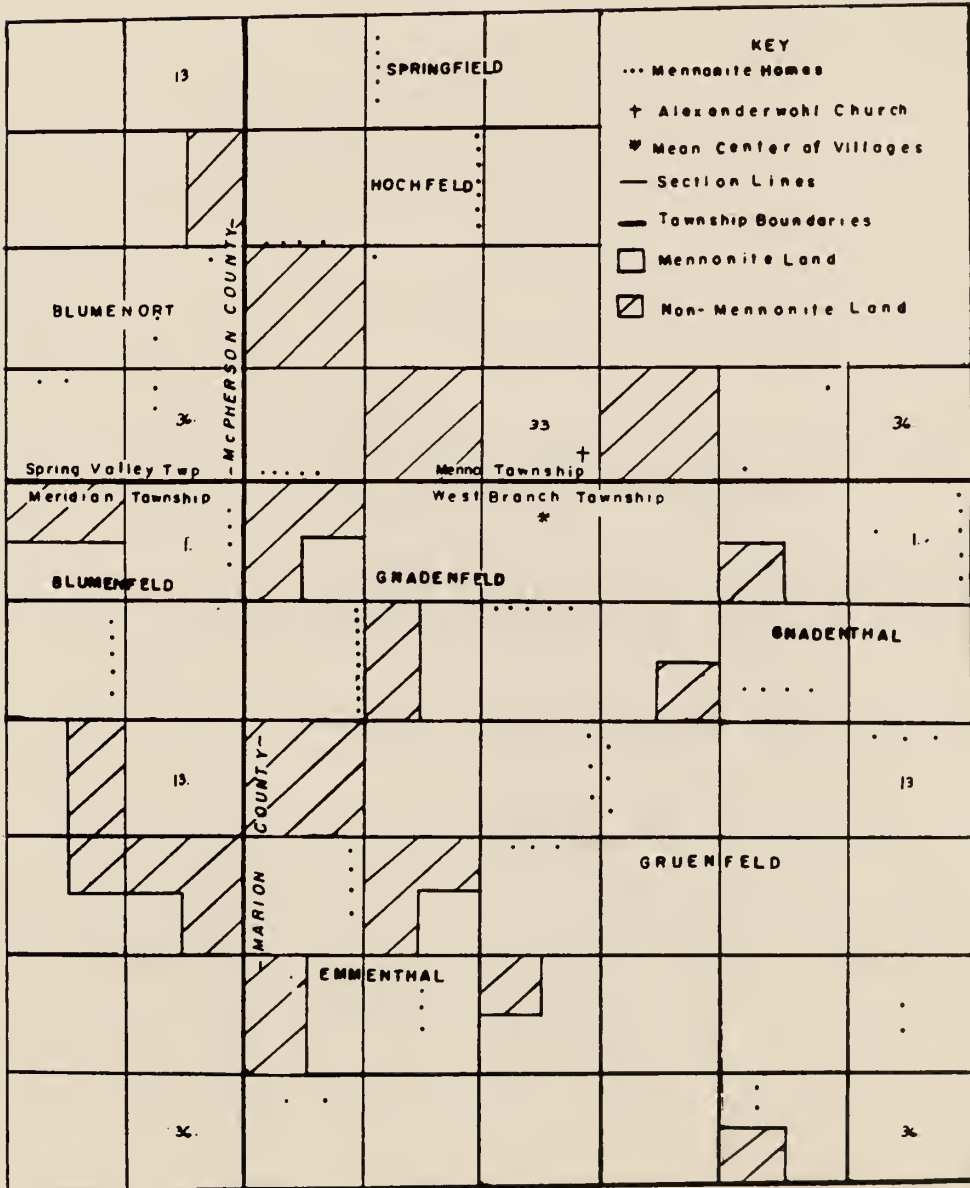 KEY
... Mennonite Homes
† Alexanderwohl Church
* Mean Center of Villages
— Section Lines
— Township Boundaries
Mennonite Land
Non-Mennonite Land
13
SPRINGFIELD
HOCHFELD
BLUMENORT
-McPHERSON COUNTY-
36.
33
36
Spring Valley Twp
Menno Township
Meridian Township
West Branch Township
*
1.
1.
BLUMENFELD
GNADENFELD
GNADENTHAL
13.
13
-MARION COUNTY-
GRUENFELD
EMMENTHAL
36.
36